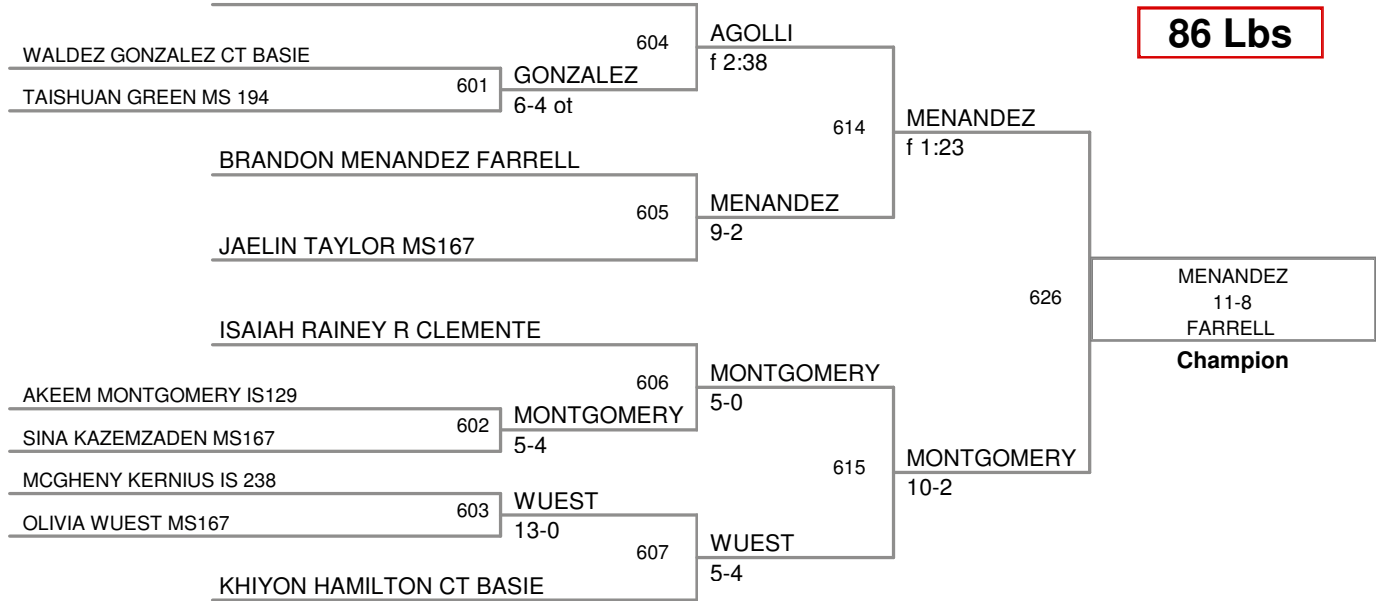 86 Lbs
AGOLLI
604
f 2:38
WALDEZ GONZALEZ CT BASIE
GONZALEZ
601
6-4 ot
TAISHUAN GREEN MS 194
MENANDEZ
614
f 1:23
BRANDON MENANDEZ FARRELL
MENANDEZ
605
9-2
JAELIN TAYLOR MS167
MENANDEZ
626
11-8
FARRELL
Champion
ISAIAH RAINEY R CLEMENTE
MONTGOMERY
606
5-0
AKEEM MONTGOMERY IS129
MONTGOMERY
602
5-4
SINA KAZEMZADEN MS167
MONTGOMERY
615
10-2
MCGHENY KERNIUS IS 238
WUEST
603
13-0
OLIVIA WUEST MS167
WUEST
607
5-4
KHIYON HAMILTON CT BASIE